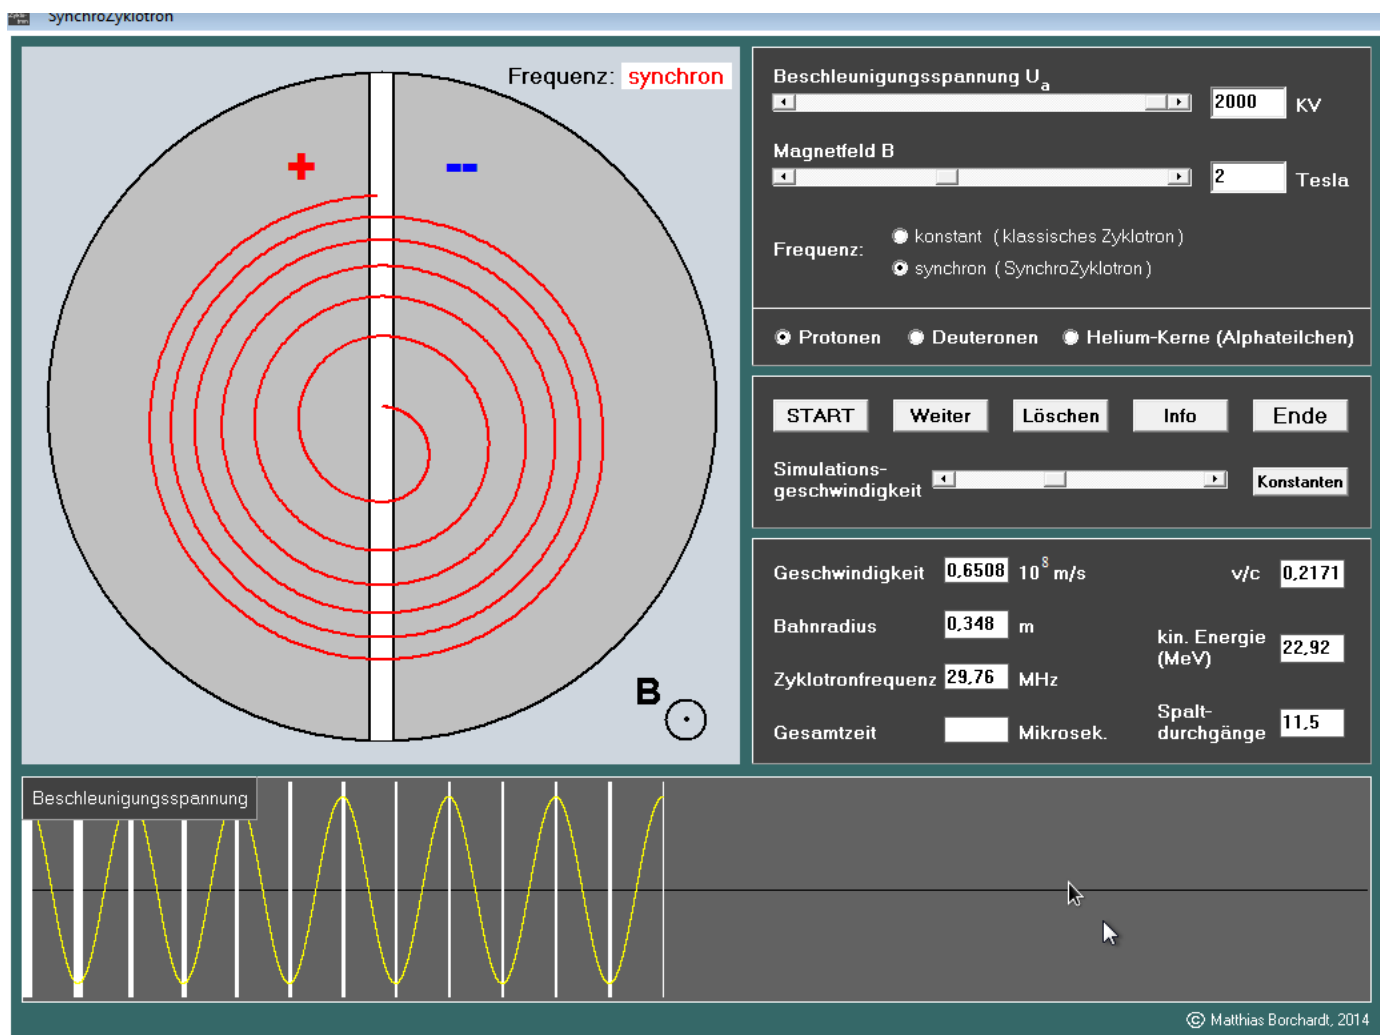 SynchroZyklotron
Frequenz: synchron
+ --
B
Beschleunigungsspannung Ua
2000 KV
Magnetfeld B
2 Tesla
Frequenz:
konstant ( klassisches Zyklotron )
synchron ( SynchroZyklotron )
Protonen Deuteronen Helium-Kerne (Alphateilchen)
START Weiter Löschen Info Ende
Simulations-
geschwindigkeit
Konstanten
Geschwindigkeit 0,6508 10⁸ m/s v/c 0,2171
Bahnradius 0,348 m
kin. Energie
(MeV) 22,92
Zyklotronfrequenz 29,76 MHz
Gesamtzeit Mikrosek.
Spalt-
durchgänge 11,5
Beschleunigungsspannung
© Matthias Borchardt, 2014